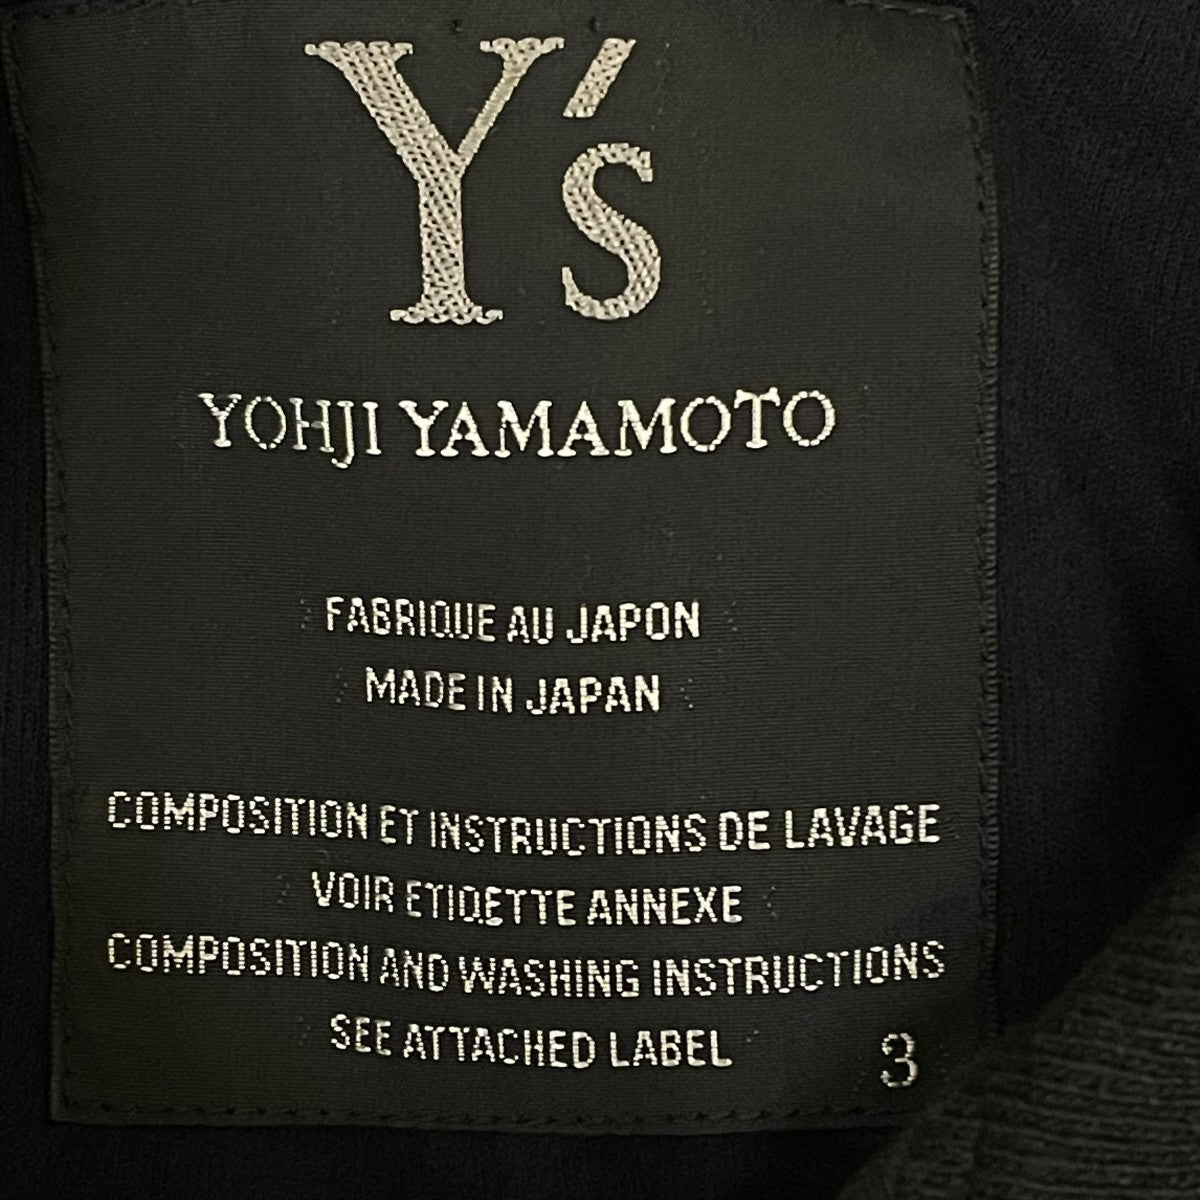 Y's
YOHJI YAMAMOTO
FABRIQUE AU JAPON
MADE IN JAPAN
COMPOSITION ET INSTRUCTIONS DE LAVAGE
VOIR ETIQETTE ANNEXE
COMPOSITION AND WASHING INSTRUCTIONS
SEE ATTACHED LABEL
3